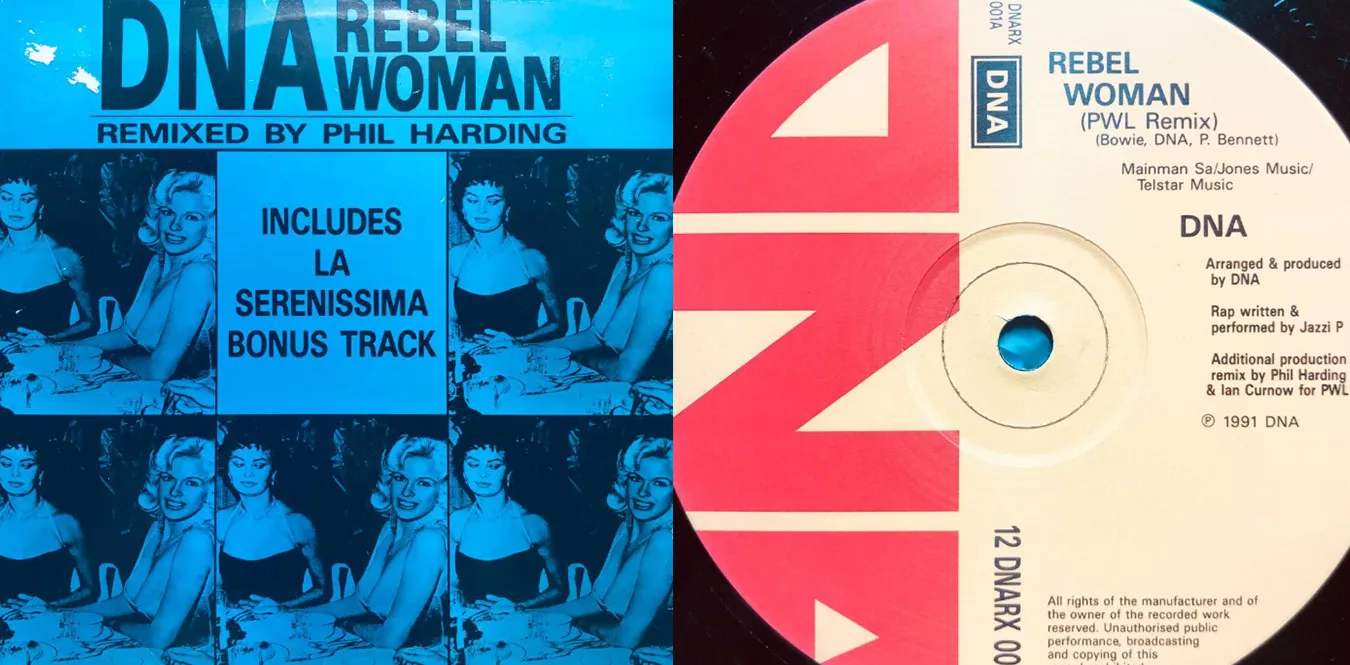 DNA REBEL
WOMAN
REMIXED BY PHIL HARDING
INCLUDES
LA
SERENISSIMA
BONUS TRACK
DNA
DNARX
001A
DNA
REBEL
WOMAN
(PWL Remix)
(Bowie, DNA, P. Bennett)
Mainman Sa/Jones Music/
Telstar Music
DNA
Arranged & produced
by DNA
Rap written &
performed by Jazzi P
Additional production
remix by Phil Harding
& Ian Curnow for PWL
℗ 1991 DNA
12 DNARX 00
All rights of the manufacturer and of
the owner of the recorded work
reserved. Unauthorised public
performance, broadcasting
and copying of this